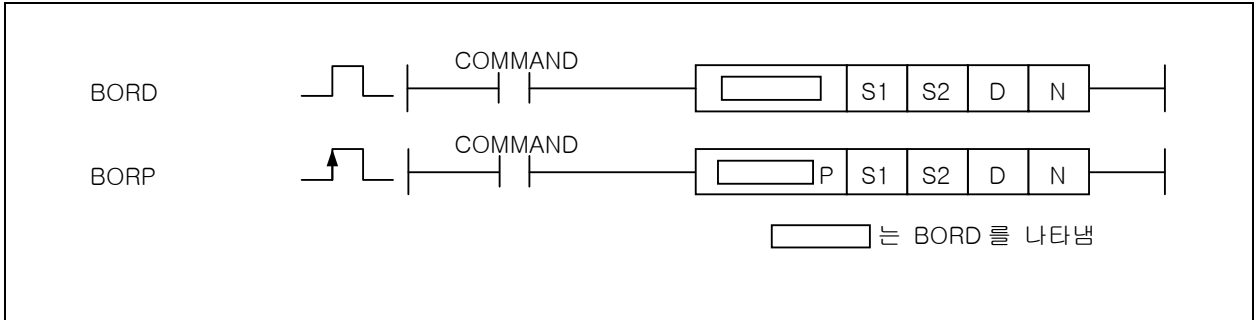 COMMAND
BORD S1 S2 D N
COMMAND
BORP P S1 S2 D N
는 BORD 를 나타냄